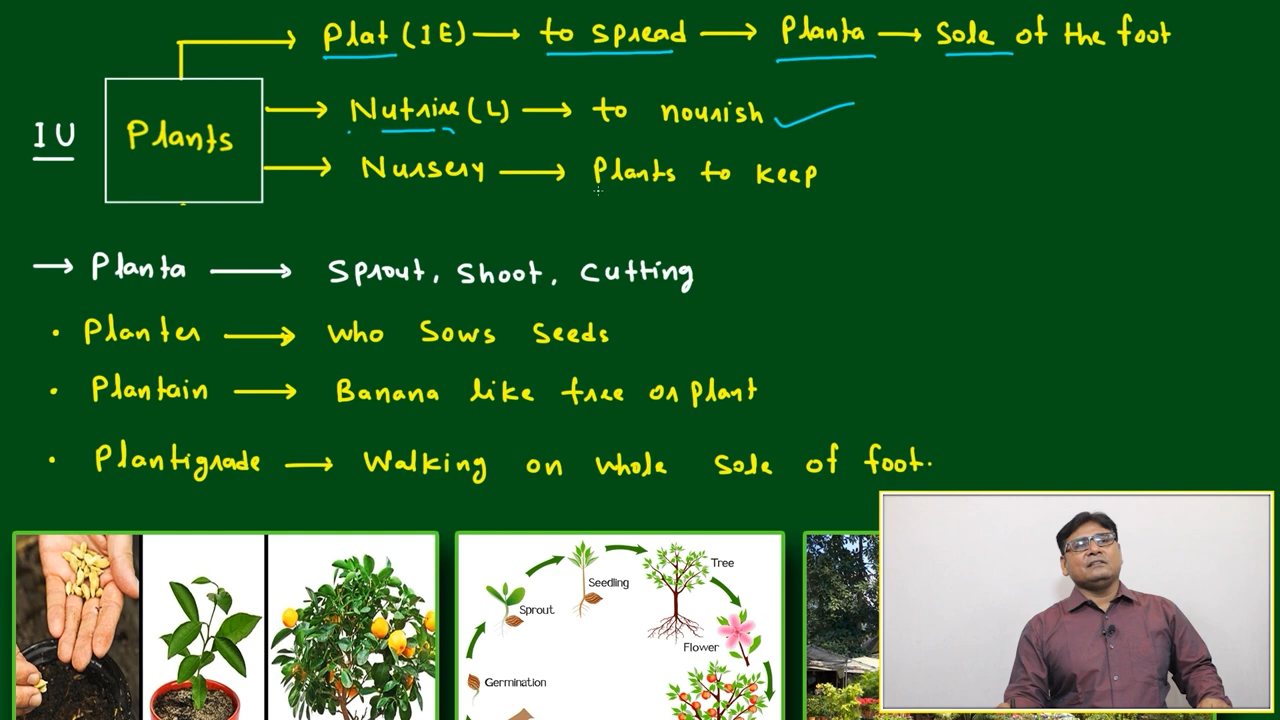 Plat (IE) → to spread → Planta → Sole of the foot
IU
Plants
Nutrire (L) → to nourish ✓
Nursery → Plants to keep
→ Planta → Sprout, Shoot, Cutting
• Planter → who Sows Seeds
• Plantain → Banana like tree or Plant
• Plantigrade → Walking on whole Sole of foot.
Tree
Seedling
Sprout
Flower
Germination